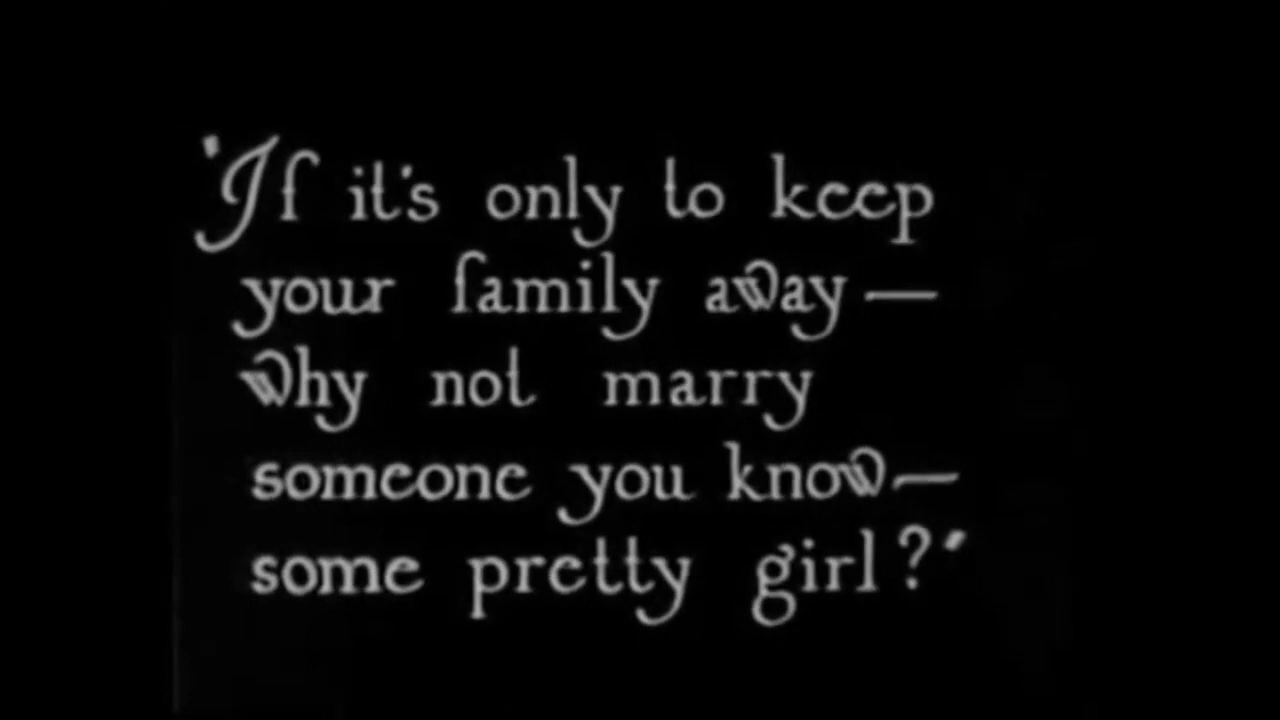 "If it's only to keep
your family away—
why not marry
someone you know—
some pretty girl?"